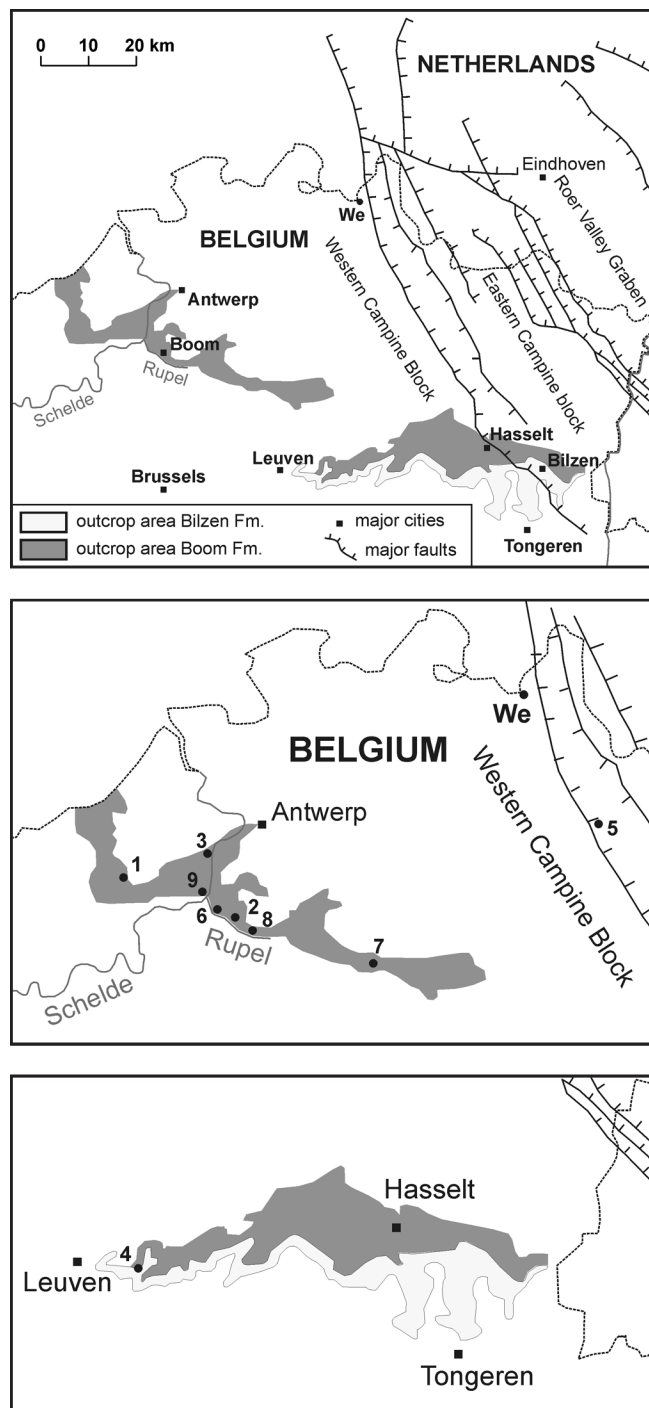 0 10 20 km
NETHERLANDS
Eindhoven
We
Roer Valley Graben
BELGIUM
Western Campine Block
Eastern Campine block
Antwerp
Boom
Rupel
Schelde
Hasselt
Leuven
Bilzen
Brussels
outcrop area Bilzen Fm.
major cities
outcrop area Boom Fm.
major faults
Tongeren
We
BELGIUM
Western Campine Block
Antwerp
5
3
1
9
6
2
8
Rupel
7
Schelde
Hasselt
4
Leuven
Tongeren